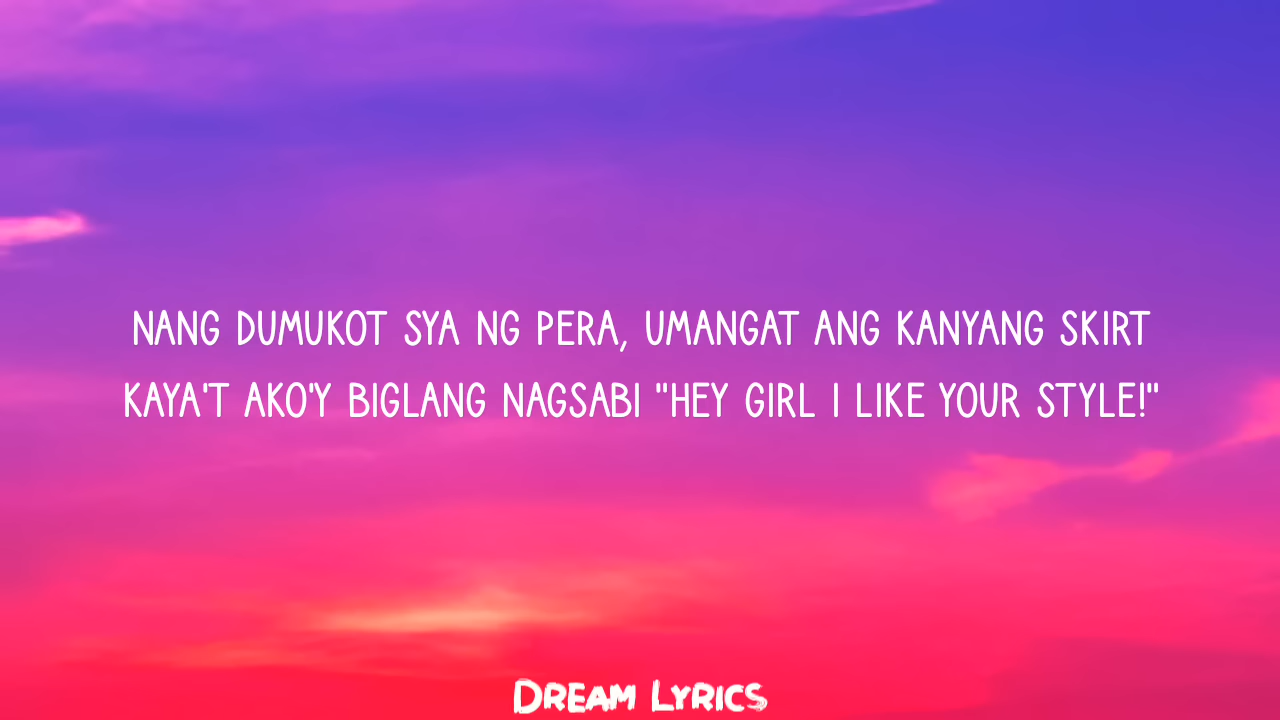 NANG DUMUKOT SYA NG PERA, UMANGAT ANG KANYANG SKIRT
KAYA'T AKO'Y BIGLANG NAGSABI "HEY GIRL I LIKE YOUR STYLE!"
DREAM LYRICS